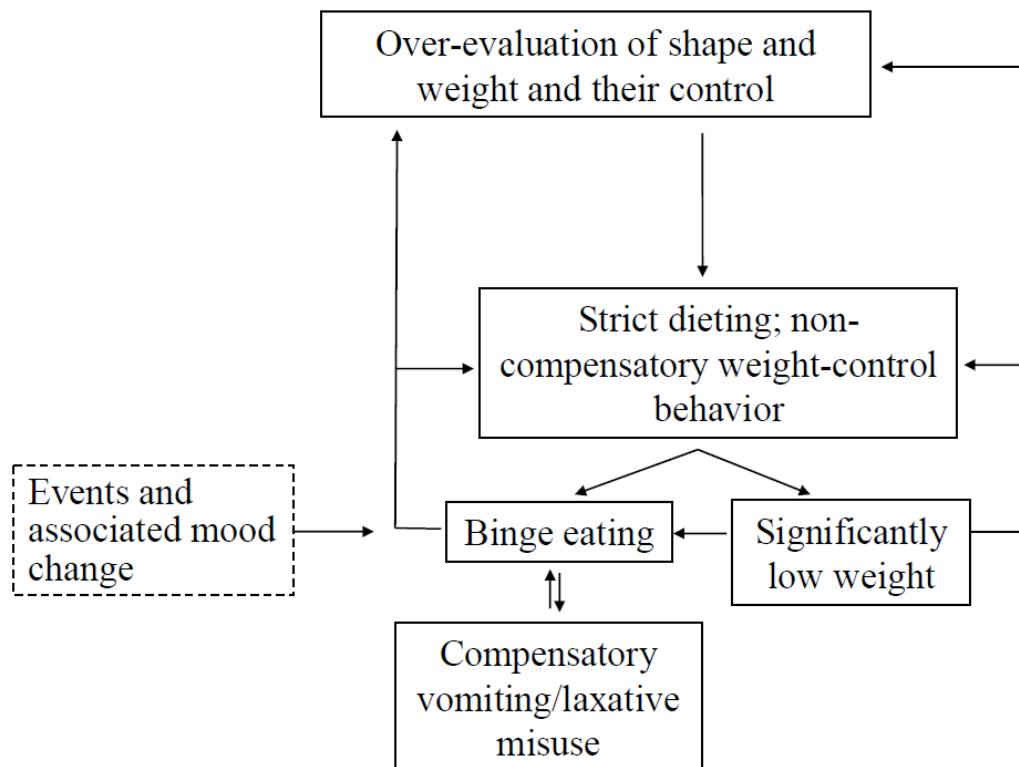 Over-evaluation of shape and
weight and their control
Strict dieting; non-
compensatory weight-control
behavior
Events and
associated mood
change
Binge eating
Significantly
low weight
Compensatory
vomiting/laxative
misuse